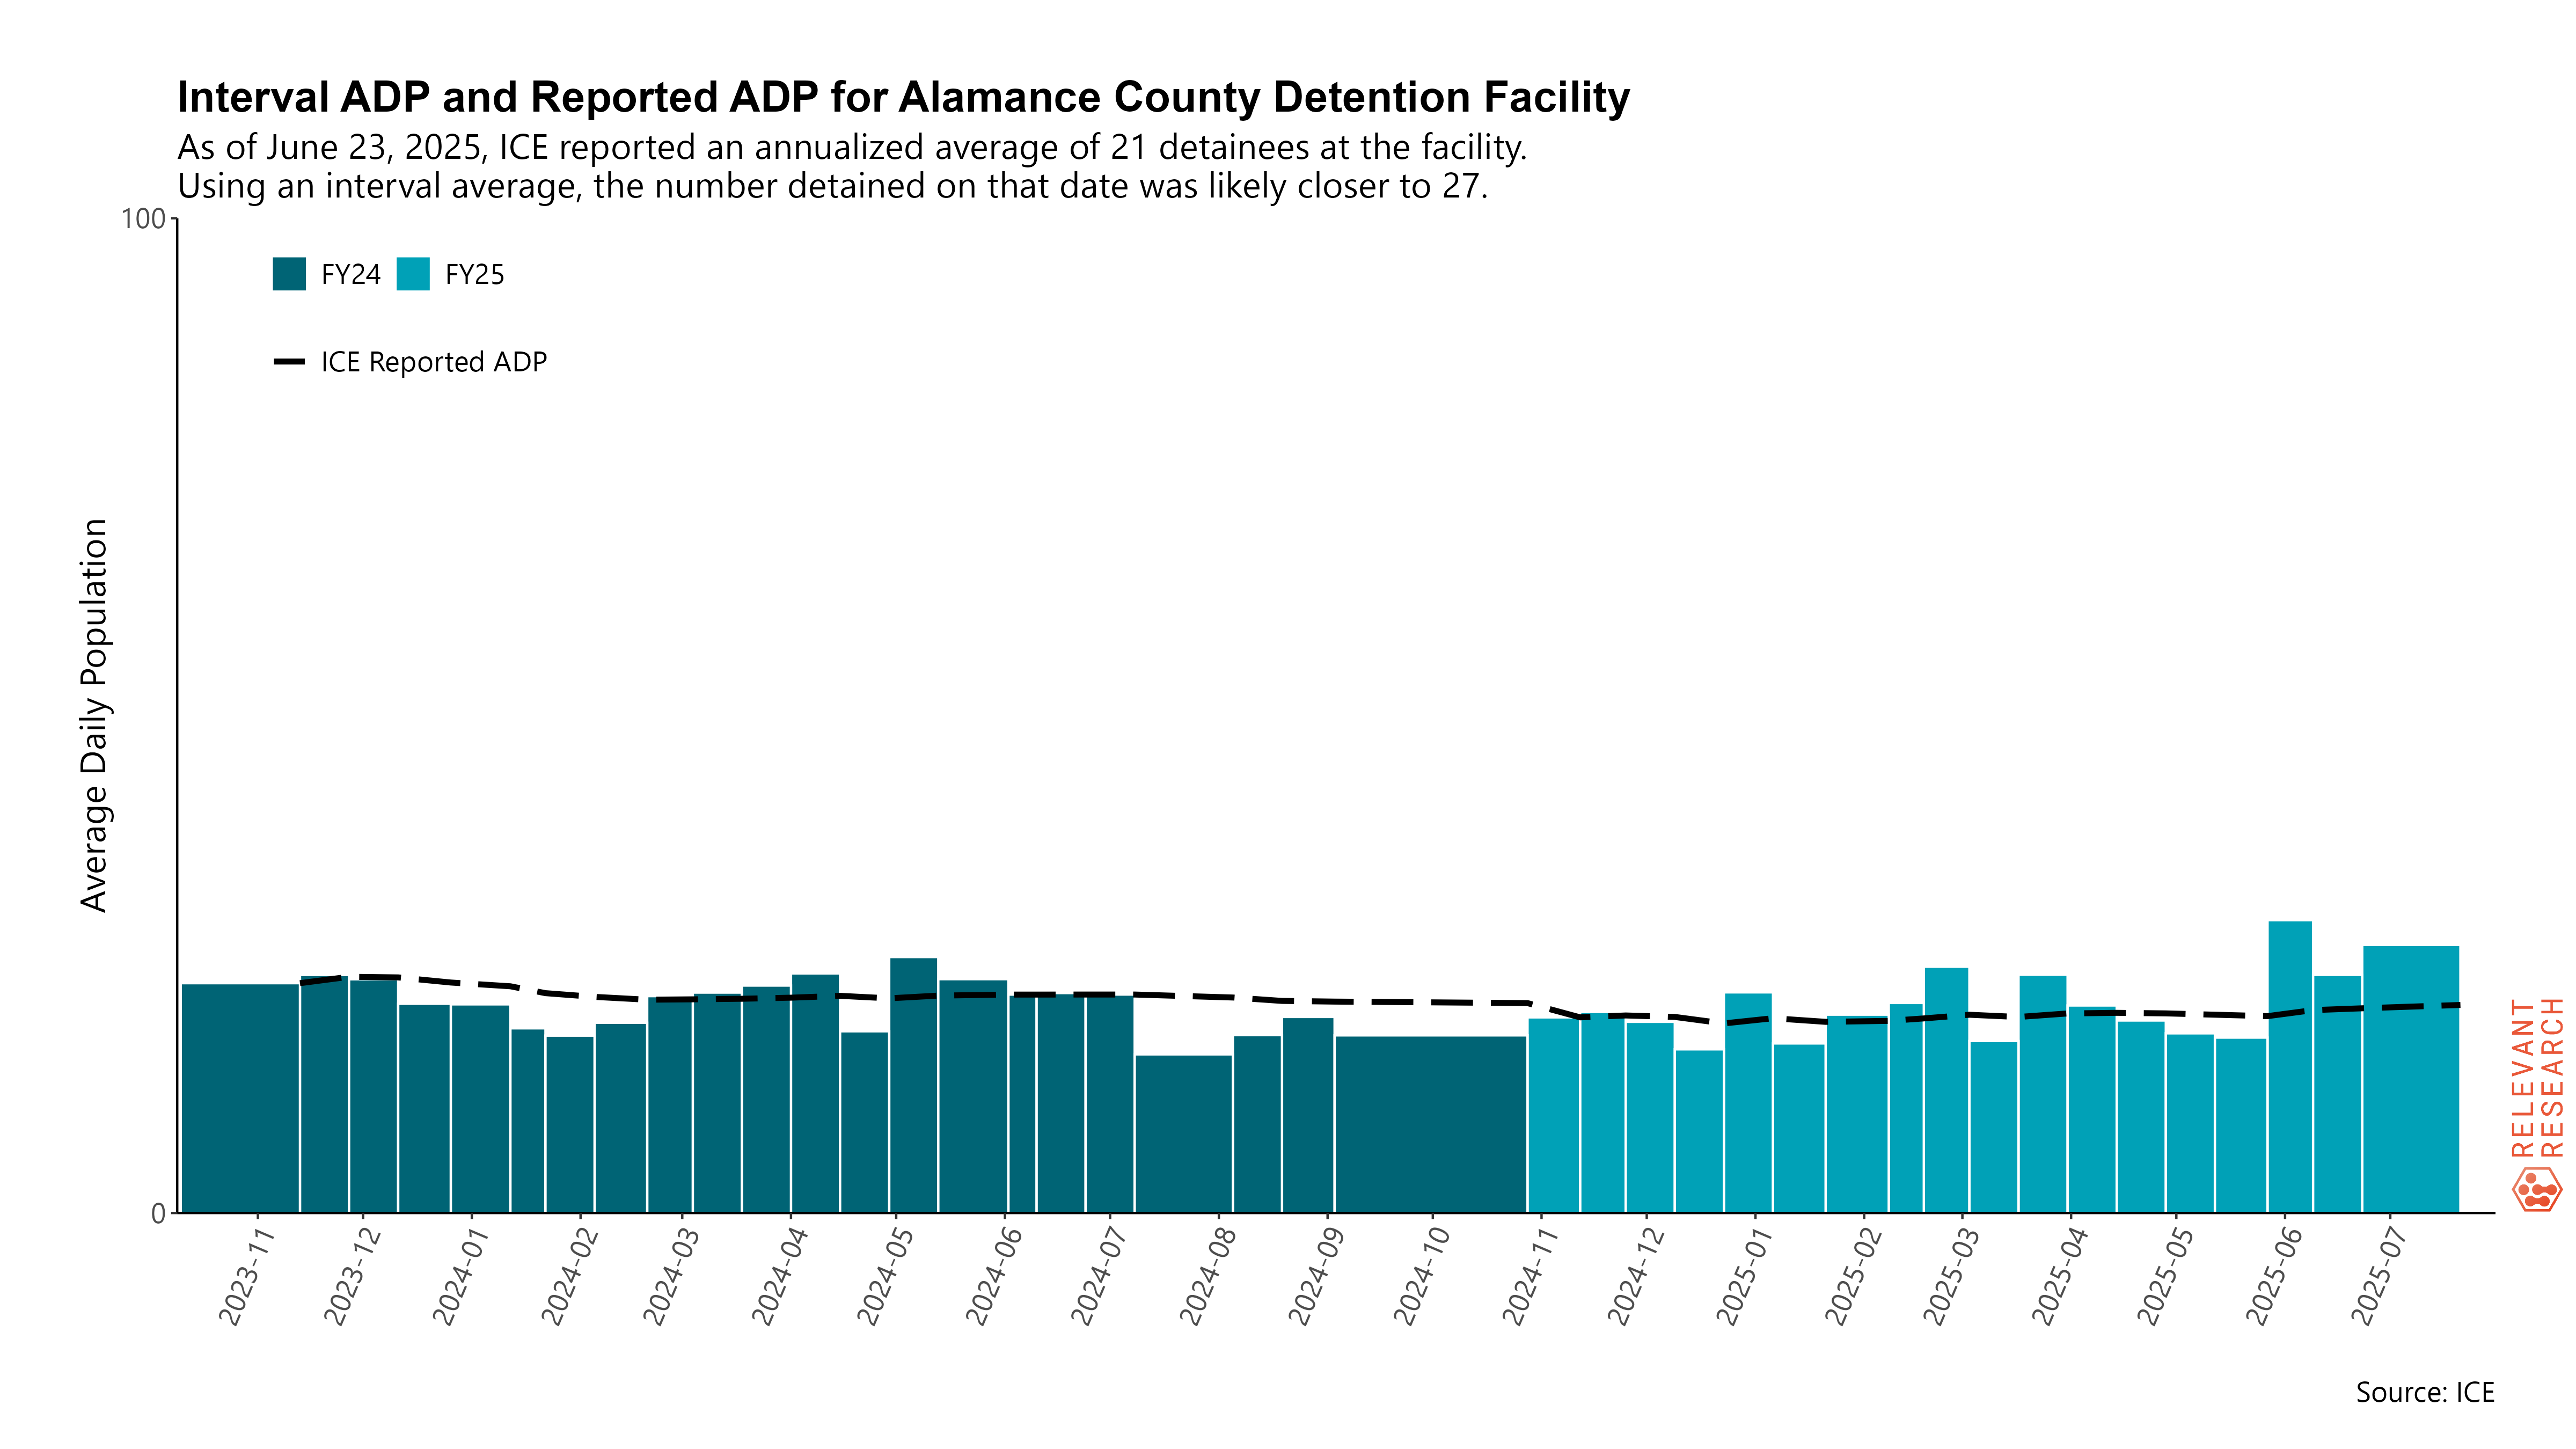 Interval ADP and Reported ADP for Alamance County Detention Facility
As of June 23, 2025, ICE reported an annualized average of 21 detainees at the facility.
Using an interval average, the number detained on that date was likely closer to 27.
100
FY24 FY25
ICE Reported ADP
Average Daily Population
0
2023-11
2023-12
2024-01
2024-02
2024-03
2024-04
2024-05
2024-06
2024-07
2024-08
2024-09
2024-10
2024-11
2024-12
2025-01
2025-02
2025-03
2025-04
2025-05
2025-06
2025-07
RELEVANT
RESEARCH
Source: ICE